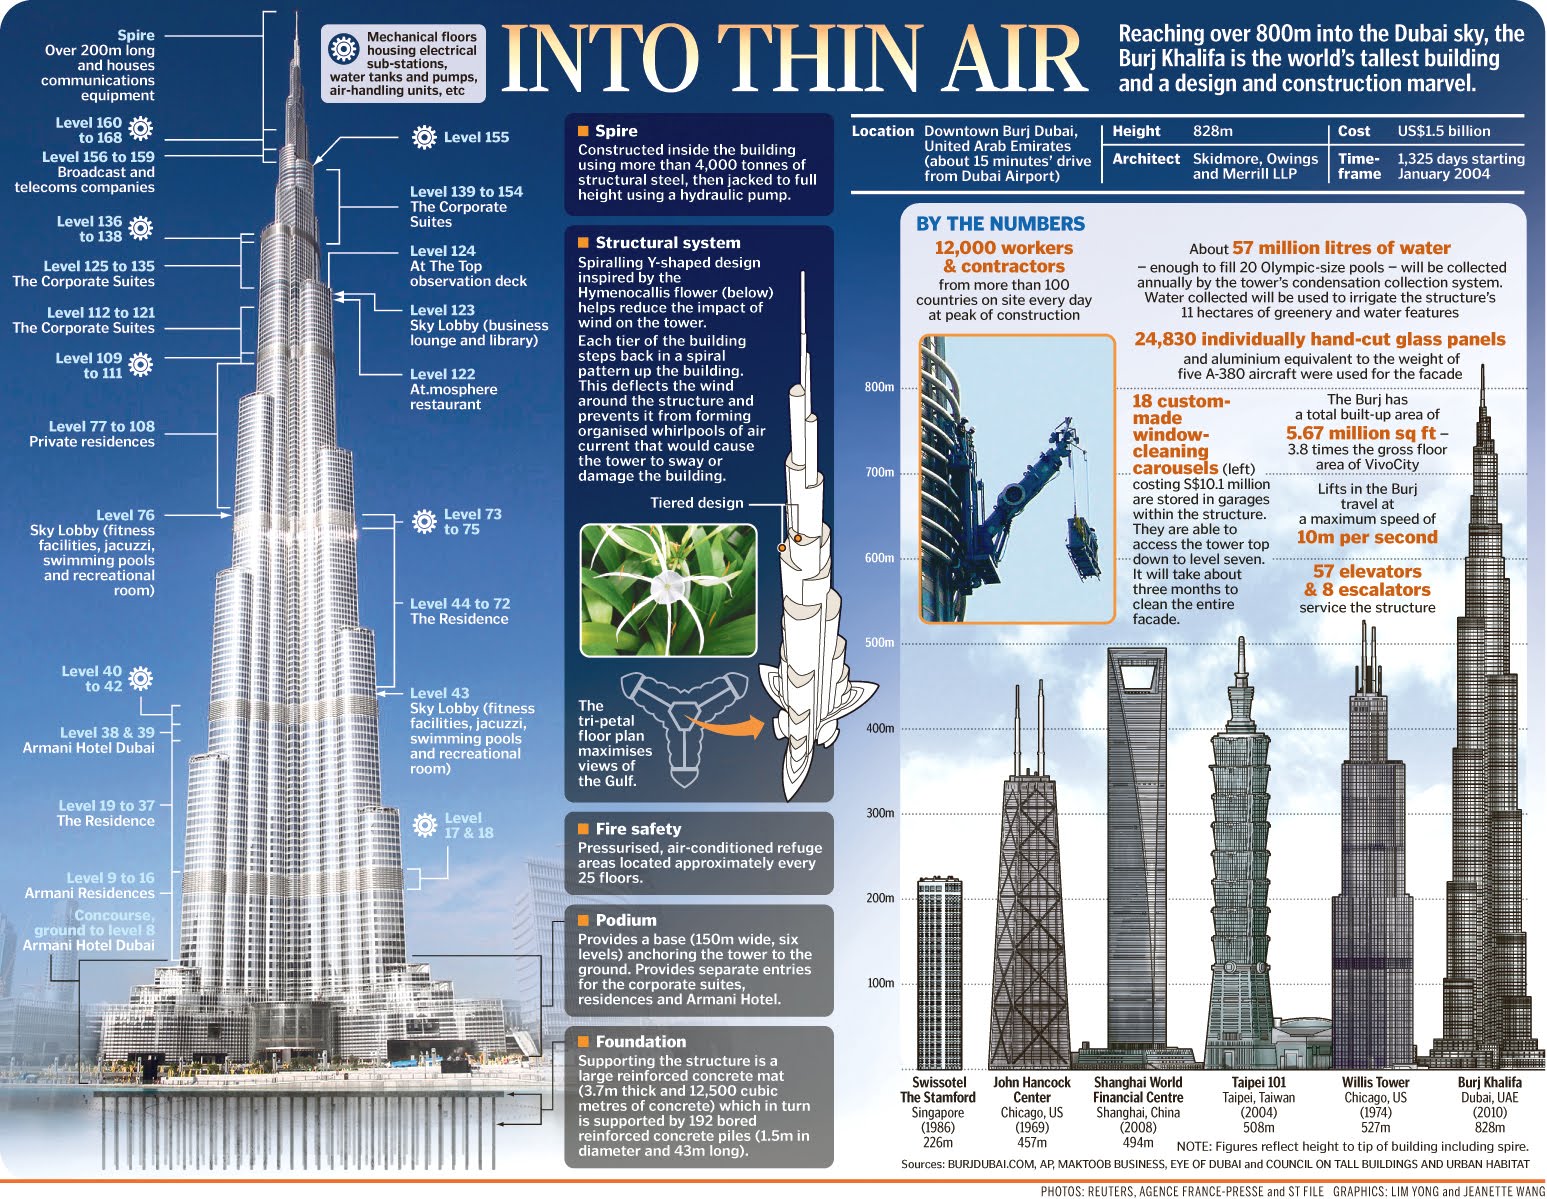 INTO THIN AIR
Reaching over 800m into the Dubai sky, the
Burj Khalifa is the world's tallest building
and a design and construction marvel.
Mechanical floors
housing electrical
sub-stations,
water tanks and pumps,
air-handling units, etc
Spire
Over 200m long
and houses
communications
equipment
Level 160
to 168
Level 156 to 159
Broadcast and
telecoms companies
Level 136
to 138
Level 125 to 135
The Corporate Suites
Level 112 to 121
The Corporate Suites
Level 109
to 111
Level 77 to 108
Private residences
Level 76
Sky Lobby (fitness
facilities, jacuzzi,
swimming pools
and recreational
room)
Level 40
to 42
Level 38 & 39
Armani Hotel Dubai
Level 19 to 37
The Residence
Level 9 to 16
Armani Residences
Concourse,
ground to level 8
Armani Hotel Dubai
Level 155
Level 139 to 154
The Corporate
Suites
Level 124
At The Top
observation deck
Level 123
Sky Lobby (business
lounge and library)
Level 122
At.mosphere
restaurant
Level 73
to 75
Level 44 to 72
The Residence
Level 43
Sky Lobby (fitness
facilities, jacuzzi,
swimming pools
and recreational
room)
Level
17 & 18
Spire
Constructed inside the building
using more than 4,000 tonnes of
structural steel, then jacked to full
height using a hydraulic pump.
Structural system
Spiralling Y-shaped design
inspired by the
Hymenocallis flower (below)
helps reduce the impact of
wind on the tower.
Each tier of the building
steps back in a spiral
pattern up the building.
This deflects the wind
around the structure and
prevents it from forming
organised whirlpools of air
current that would cause
the tower to sway or
damage the building.
Tiered design
The
tri-petal
floor plan
maximises
views of
the Gulf.
Fire safety
Pressurised, air-conditioned refuge
areas located approximately every
25 floors.
Podium
Provides a base (150m wide, six
levels) anchoring the tower to the
ground. Provides separate entries
for the corporate suites,
residences and Armani Hotel.
Foundation
Supporting the structure is a
large reinforced concrete mat
(3.7m thick and 12,500 cubic
metres of concrete) which in turn
is supported by 192 bored
reinforced concrete piles (1.5m in
diameter and 43m long).
Location Downtown Burj Dubai,
United Arab Emirates
(about 15 minutes' drive
from Dubai Airport)
Height 828m
Architect Skidmore, Owings
and Merrill LLP
Cost US$1.5 billion
Time-
frame
1,325 days starting
January 2004
BY THE NUMBERS
12,000 workers
& contractors
from more than 100
countries on site every day
at peak of construction
About 57 million litres of water
– enough to fill 20 Olympic-size pools – will be collected
annually by the tower's condensation collection system.
Water collected will be used to irrigate the structure's
11 hectares of greenery and water features
24,830 individually hand-cut glass panels
and aluminium equivalent to the weight of
five A-380 aircraft were used for the facade
18 custom-
made
window-
cleaning
carousels (left)
costing S$10.1 million
are stored in garages
within the structure.
They are able to
access the tower top
down to level seven.
It will take about
three months to
clean the entire
facade.
The Burj has
a total built-up area of
5.67 million sq ft –
3.8 times the gross floor
area of VivoCity
Lifts in the Burj
travel at
a maximum speed of
10m per second
57 elevators
& 8 escalators
service the structure
800m
700m
600m
500m
400m
300m
200m
100m
Swissotel
The Stamford
Singapore
(1986)
226m
John Hancock
Center
Chicago, US
(1969)
457m
Shanghai World
Financial Centre
Shanghai, China
(2008)
494m
Taipei 101
Taipei, Taiwan
(2004)
508m
Willis Tower
Chicago, US
(1974)
527m
Burj Khalifa
Dubai, UAE
(2010)
828m
NOTE: Figures reflect height to tip of building including spire.
Sources: BURJDUBAI.COM, AP, MAKTOOB BUSINESS, EYE OF DUBAI and COUNCIL ON TALL BUILDINGS AND URBAN HABITAT
PHOTOS: REUTERS, AGENCE FRANCE-PRESSE and ST FILE GRAPHICS: LIM YONG and JEANETTE WANG